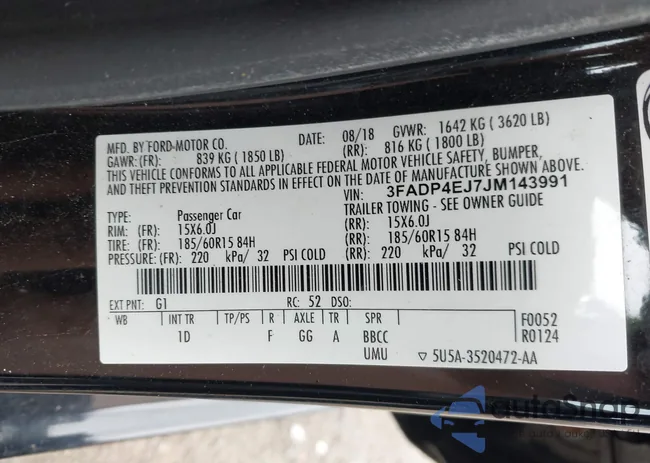 MFD. BY FORD MOTOR CO. DATE: 08/18 GVWR: 1642 KG ( 3620 LB)
GAWR: (FR) 839 KG ( 1850 LB) (RR): 816 KG ( 1800 LB)
THIS VEHICLE CONFORMS TO ALL APPLICABLE FEDERAL MOTOR VEHICLE SAFETY, BUMPER,
AND THEFT PREVENTION STANDARDS IN EFFECT ON THE DATE OF MANUFACTURE SHOWN ABOVE.
VIN: 3FADP4EJ7JM143991
TYPE: Passenger Car TRAILER TOWING - SEE OWNER GUIDE
RIM: (FR): 15X6.0J (RR): 15X6.0J
TIRE: (FR): 185/60R15 84H (RR): 185/60R15 84H
PRESSURE: (FR): 220 kPa/ 32 PSI COLD (RR): 220 kPa/ 32 PSI COLD
EXT PNT: G1 RC: 52 DSO:
WB INT TR TP/PS R AXLE TR SPR F0052
1D F GG A BBCC R0124
UMU ▽ 5U5A-3520472-AA
autoSnap